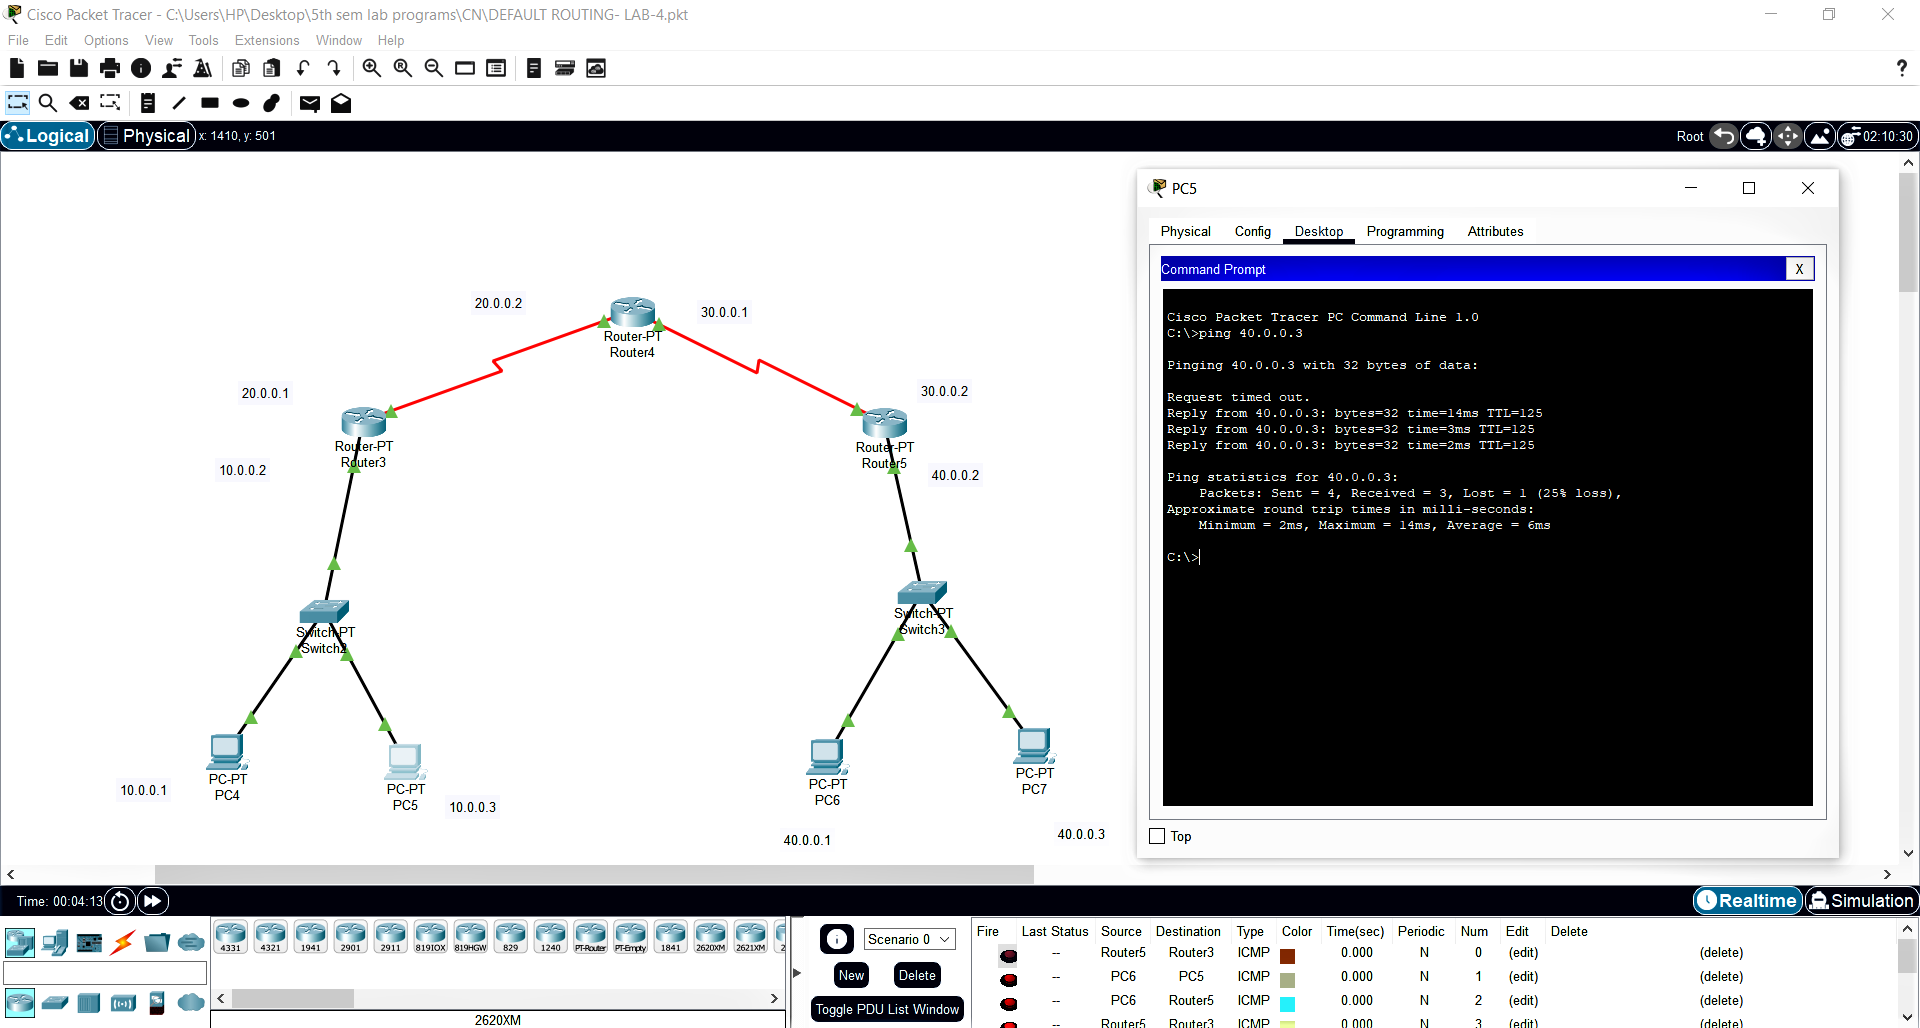 Cisco Packet Tracer - C:\Users\HP\Desktop\5th sem lab programs\CN\DEFAULT ROUTING- LAB-4.pkt
File Edit Options View Tools Extensions Window Help
?
Logical Physical x: 1410, y: 501 Root 02:10:30
20.0.0.2
30.0.0.1
Router-PT
Router4
20.0.0.1
30.0.0.2
Router-PT
Router3
Router-PT
Router5
10.0.0.2
40.0.0.2
Switch-PT
Switch2
Switch-PT
Switch3
PC-PT
PC4
10.0.0.1
PC-PT
PC5
10.0.0.3
PC-PT
PC6
40.0.0.1
PC-PT
PC7
40.0.0.3
PC5
Physical Config Desktop Programming Attributes
Command Prompt X
Cisco Packet Tracer PC Command Line 1.0
C:\>ping 40.0.0.3
Pinging 40.0.0.3 with 32 bytes of data:
Request timed out.
Reply from 40.0.0.3: bytes=32 time=14ms TTL=125
Reply from 40.0.0.3: bytes=32 time=3ms TTL=125
Reply from 40.0.0.3: bytes=32 time=2ms TTL=125
Ping statistics for 40.0.0.3:
Packets: Sent = 4, Received = 3, Lost = 1 (25% loss),
Approximate round trip times in milli-seconds:
Minimum = 2ms, Maximum = 14ms, Average = 6ms
C:\>
Top
Time: 00:04:13 Realtime Simulation
4331 4321 1941 2901 2911 819IOX 819HGW 829 1240 PT-Router PT-Empty 1841 2620XM 2621XM 2
2620XM
Scenario 0
New Delete
Toggle PDU List Window
Fire Last Status Source Destination Type Color Time(sec) Periodic Num Edit Delete
-- Router5 Router3 ICMP 0.000 N 0 (edit) (delete)
-- PC6 PC5 ICMP 0.000 N 1 (edit) (delete)
-- PC6 Router5 ICMP 0.000 N 2 (edit) (delete)
-- Router5 Router3 ICMP 0.000 N 3 (edit) (delete)